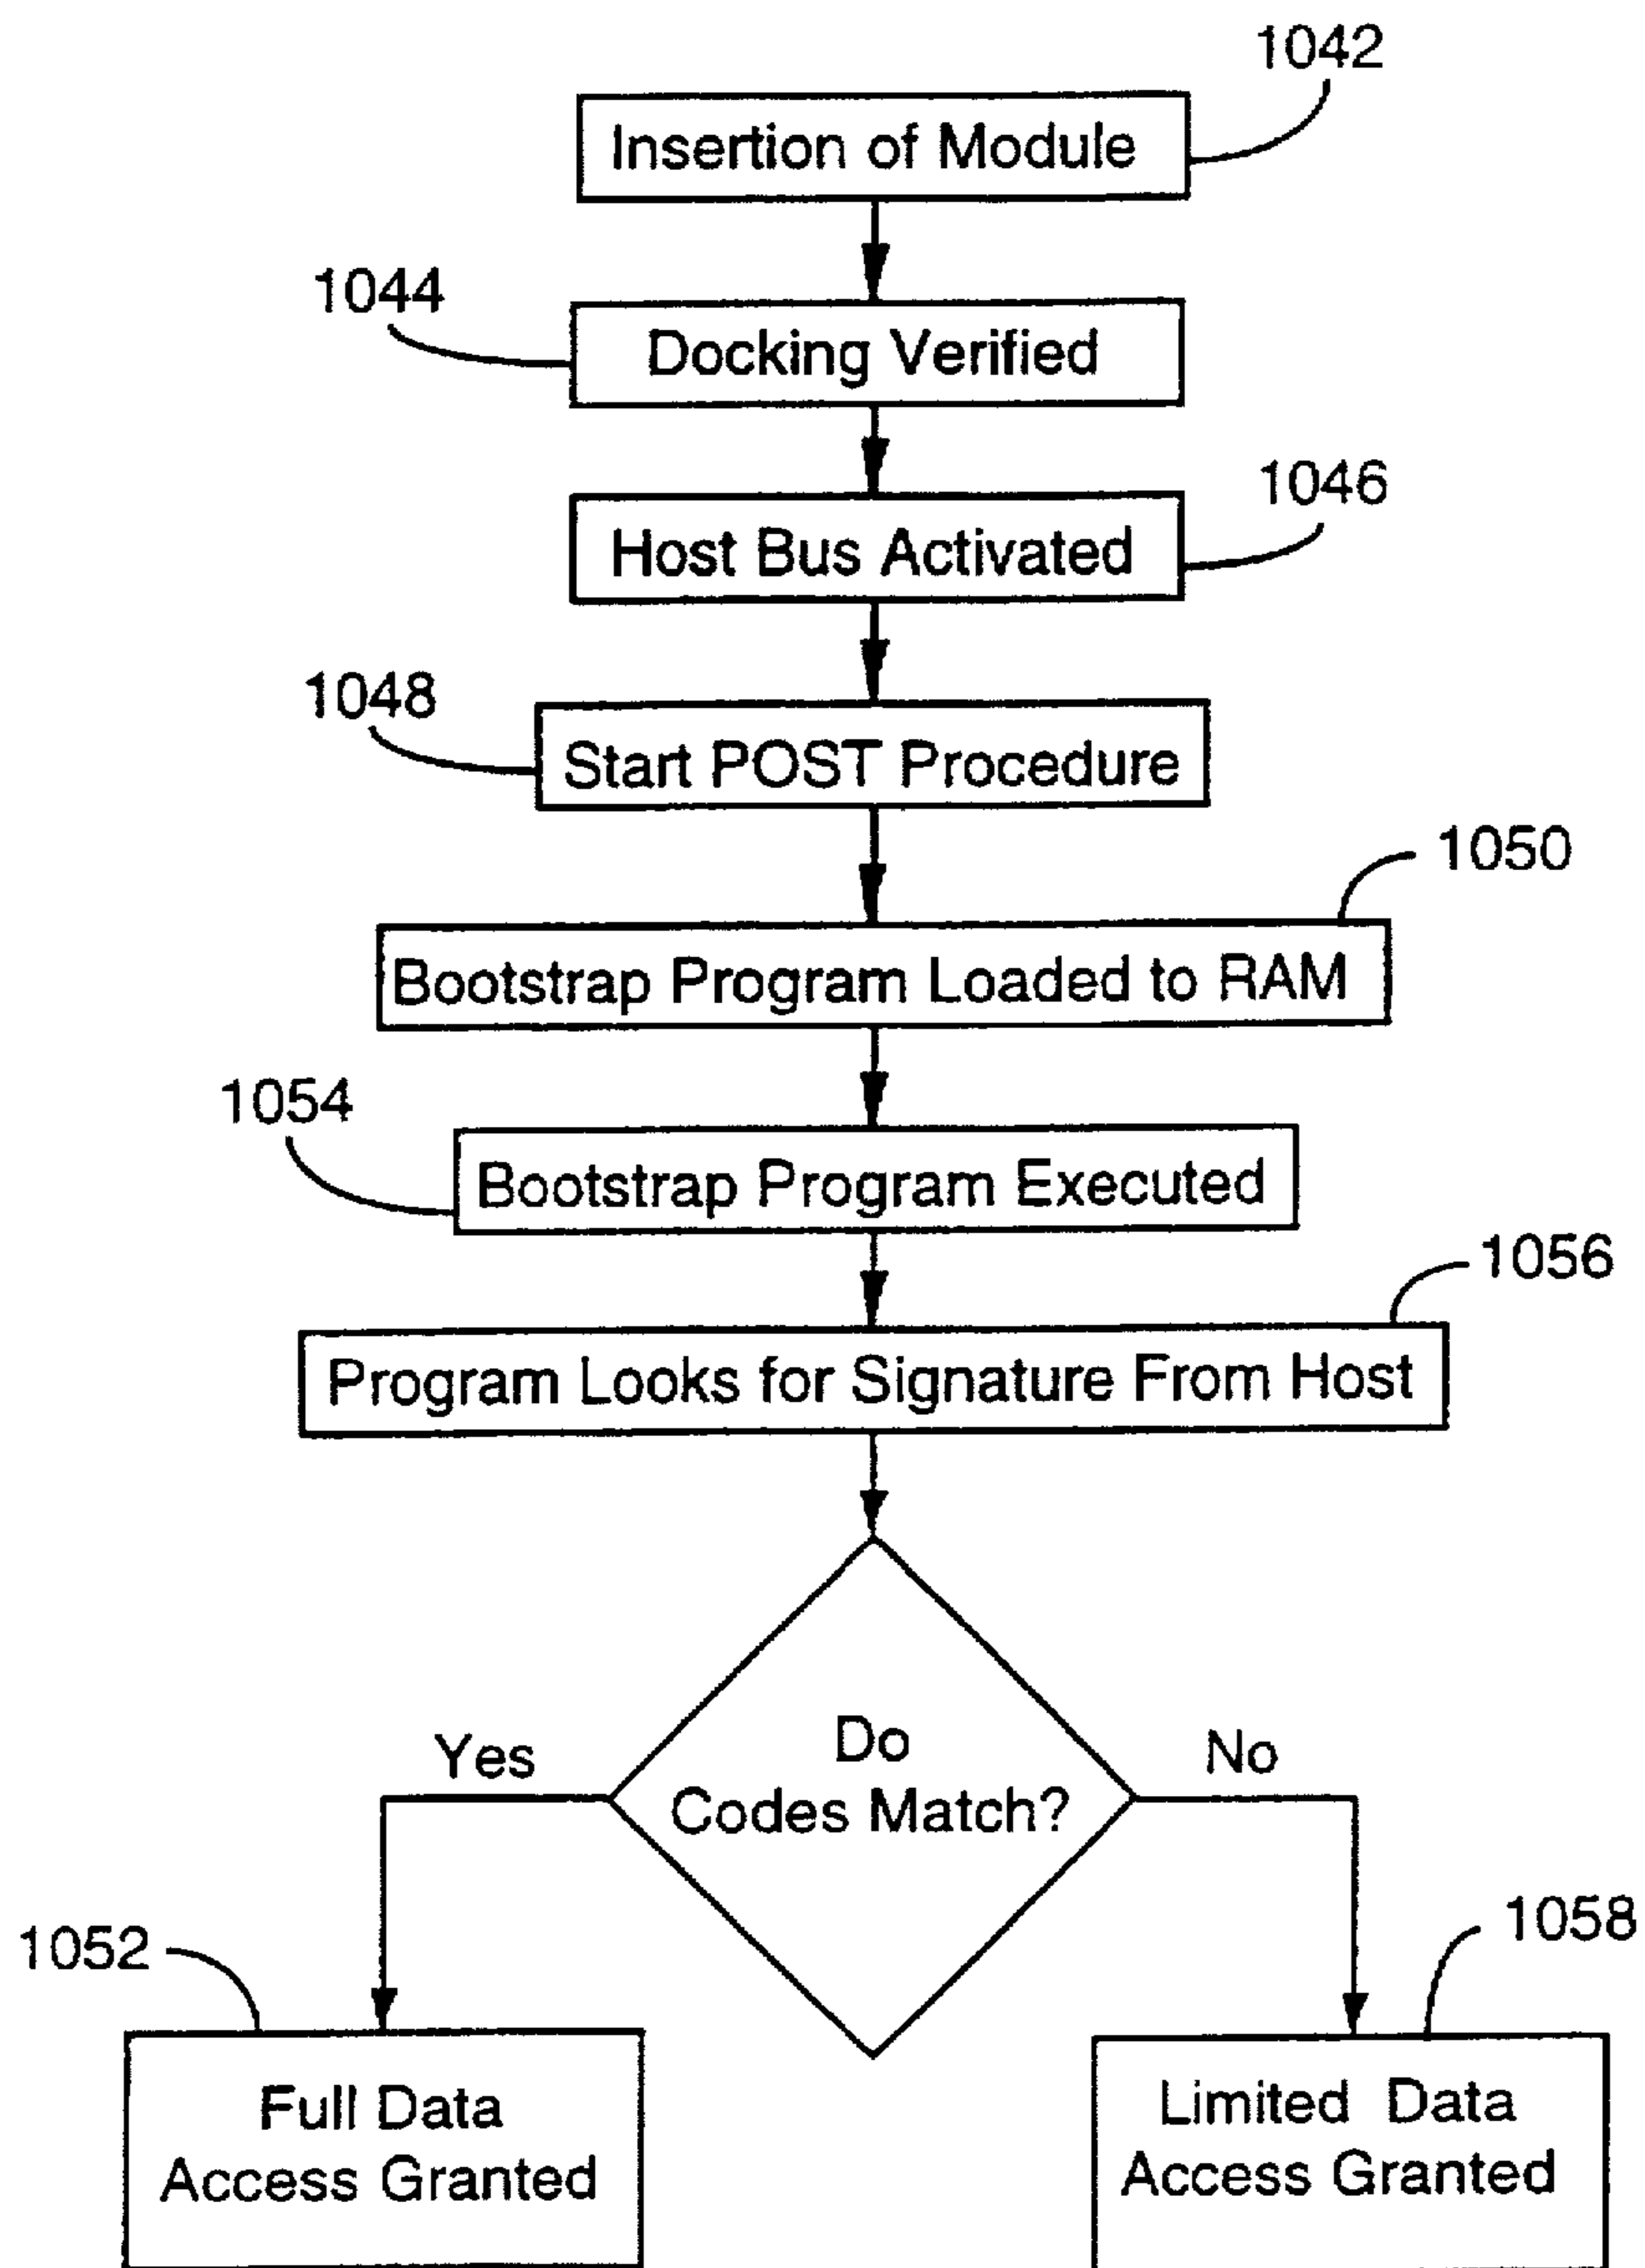 1042
Insertion of Module
1044
Docking Verified
1046
Host Bus Activated
1048
Start POST Procedure
1050
Bootstrap Program Loaded to RAM
1054
Bootstrap Program Executed
1056
Program Looks for Signature From Host
Do
Codes Match?
Yes
No
1052
Full Data
Access Granted
1058
Limited Data
Access Granted